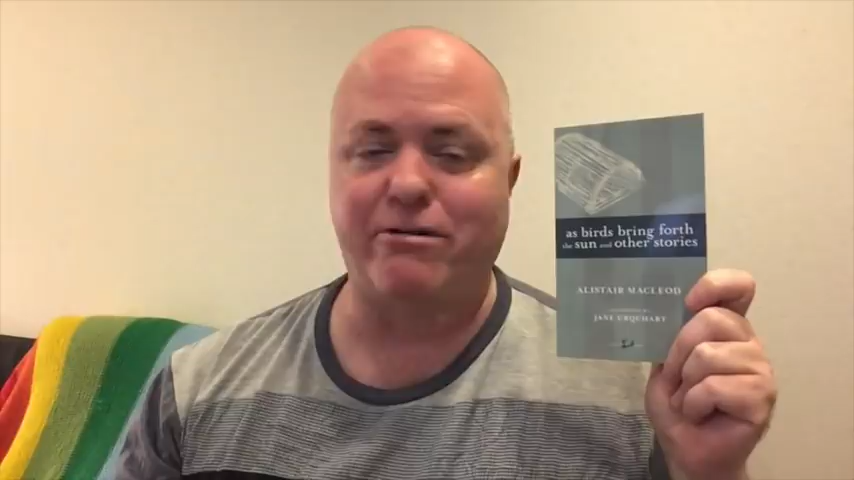 as birds bring forth
the sun and other stories
ALISTAIR MACLEOD
JANE URQUHART